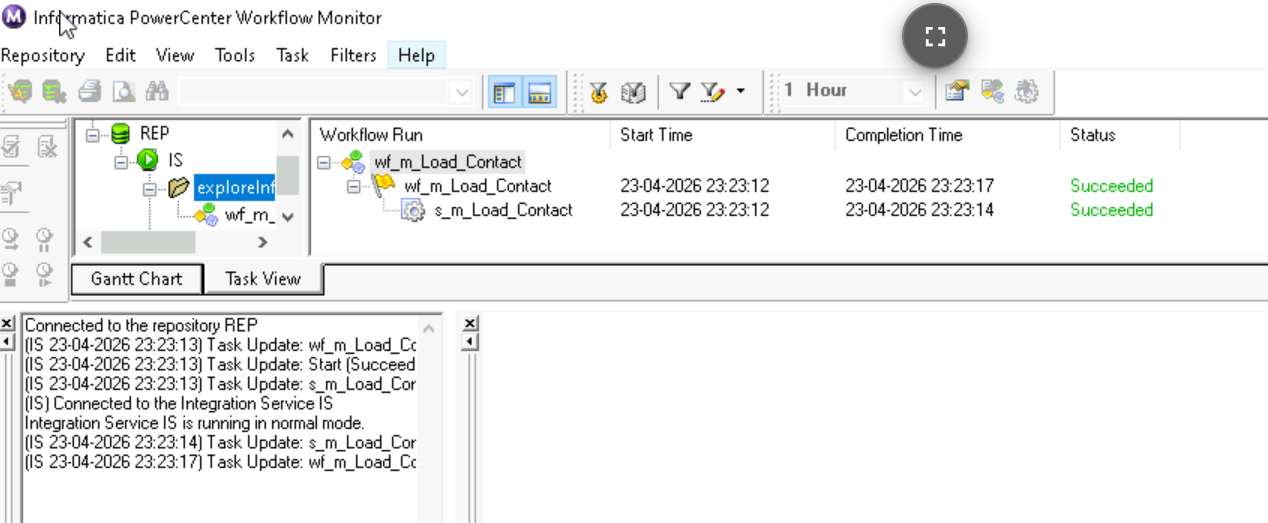 Informatica PowerCenter Workflow Monitor
Repository Edit View Tools Task Filters Help
1 Hour
REP
IS
exploreInf
wf_m_
Workflow Run Start Time Completion Time Status
wf_m_Load_Contact
wf_m_Load_Contact 23-04-2026 23:23:12 23-04-2026 23:23:17 Succeeded
s_m_Load_Contact 23-04-2026 23:23:12 23-04-2026 23:23:14 Succeeded
Gantt Chart Task View
Connected to the repository REP
(IS 23-04-2026 23:23:13) Task Update: wf_m_Load_Co
(IS 23-04-2026 23:23:13) Task Update: Start (Succeed
(IS 23-04-2026 23:23:13) Task Update: s_m_Load_Con
(IS) Connected to the Integration Service IS
Integration Service IS is running in normal mode.
(IS 23-04-2026 23:23:14) Task Update: s_m_Load_Con
(IS 23-04-2026 23:23:17) Task Update: wf_m_Load_Co